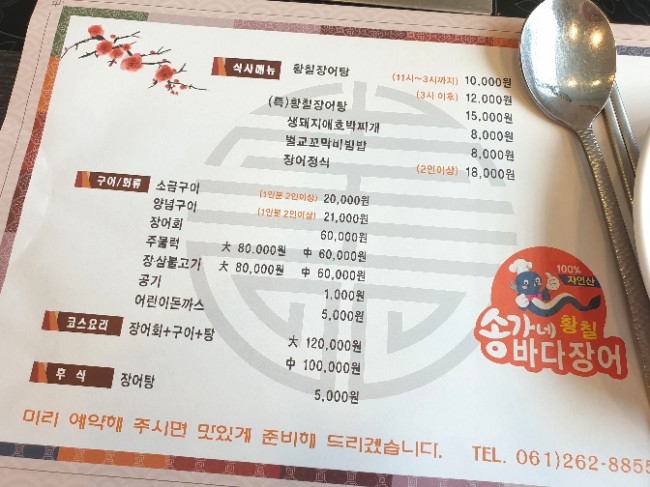 식사메뉴 황칠장어탕 (11시~3시까지) 10,000원
(3시 이후) 12,000원
(특)황칠장어탕 15,000원
생돼지애호박찌개 8,000원
벌교꼬막비빔밥 8,000원
장어정식 (2인이상) 18,000원
구이/회류 소금구이 (1인분 2인이상) 20,000원
양념구이 (1인분 2인이상) 21,000원
장어회 60,000원
주물럭 大 80,000원 中 60,000원
장삼불고기 大 80,000원 中 60,000원
공기 1,000원
어린이돈까스 5,000원
코스요리 장어회+구이+탕 大 120,000원
中 100,000원
후 식 장어탕 5,000원
100%
자연산
송가네 황칠
바다장어
미리 예약해 주시면 맛있게 준비해 드리겠습니다. TEL. 061)262-8855